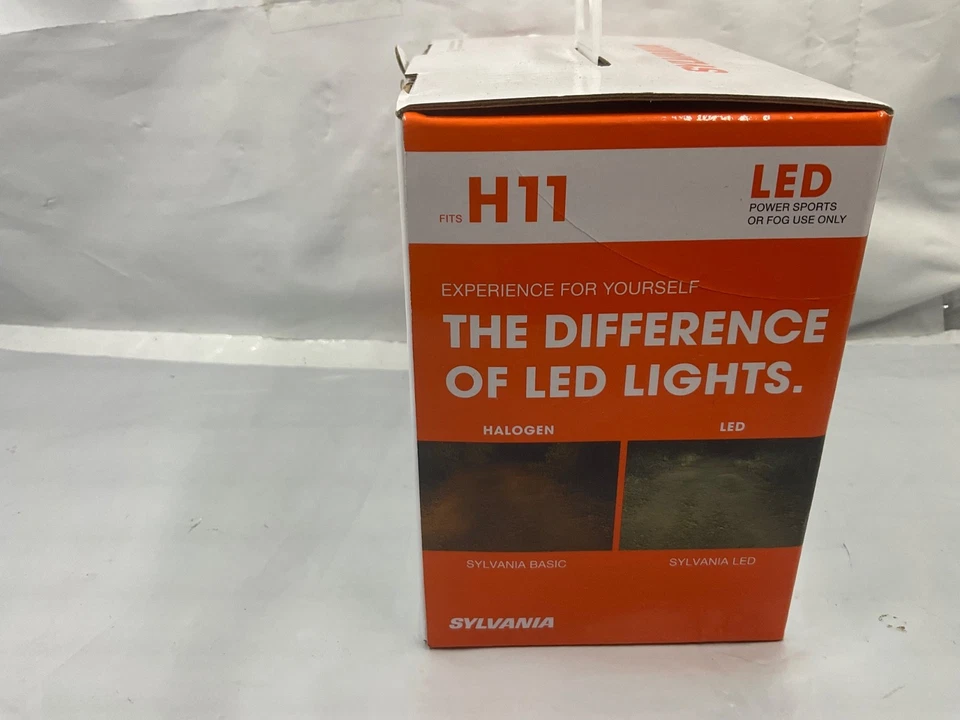 SYLVANIA
FITS H11
LED
POWER SPORTS
OR FOG USE ONLY
EXPERIENCE FOR YOURSELF
THE DIFFERENCE
OF LED LIGHTS.
HALOGEN
LED
SYLVANIA BASIC
SYLVANIA LED
SYLVANIA